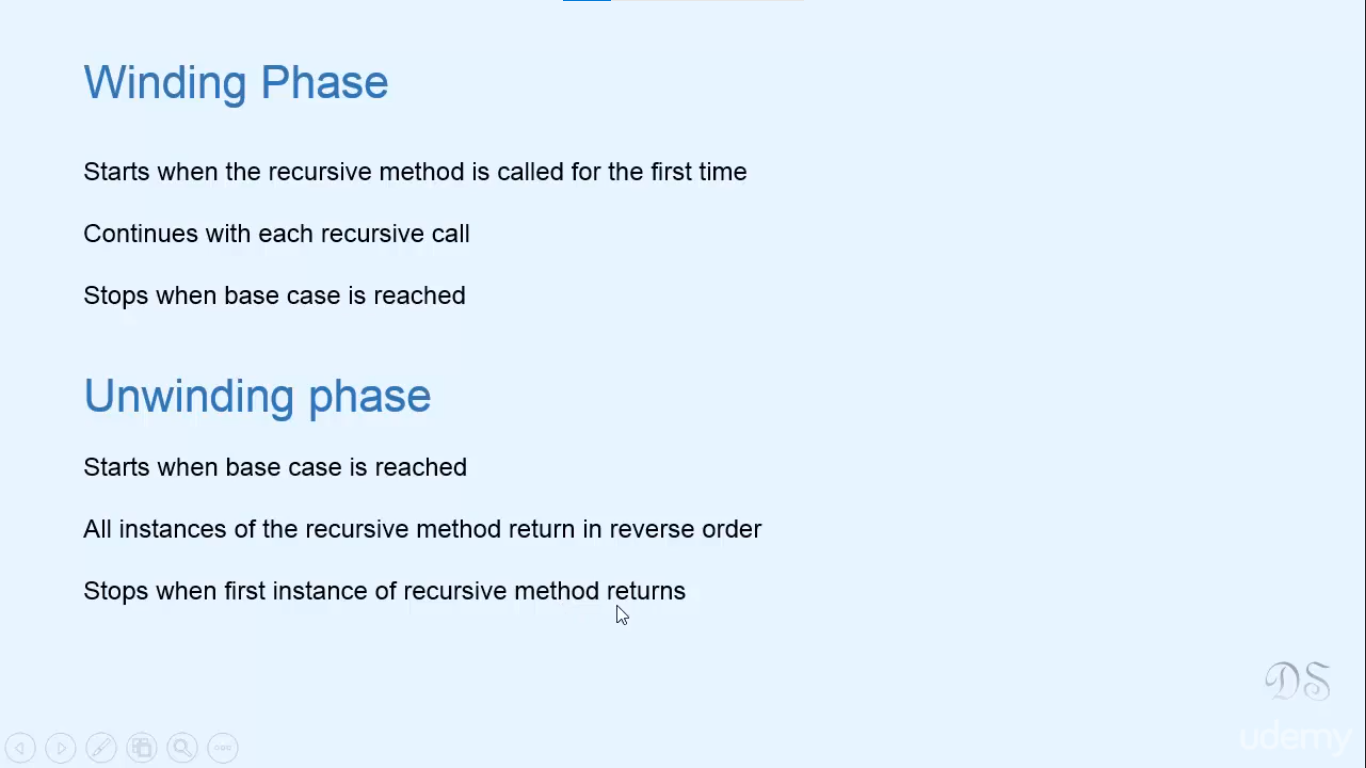 Winding Phase
Starts when the recursive method is called for the first time
Continues with each recursive call
Stops when base case is reached
Unwinding phase
Starts when base case is reached
All instances of the recursive method return in reverse order
Stops when first instance of recursive method returns
DS
udemy